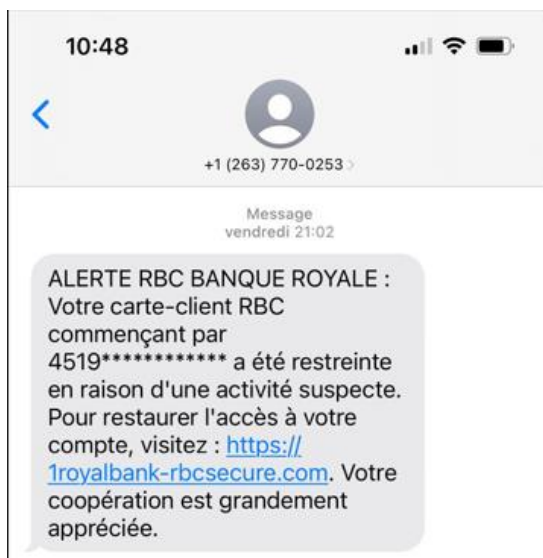 10:48
+1 (263) 770-0253 >
Message
vendredi 21:02
ALERTE RBC BANQUE ROYALE :
Votre carte-client RBC
commençant par
4519************ a été restreinte
en raison d'une activité suspecte.
Pour restaurer l'accès à votre
compte, visitez : https://
1royalbank-rbcsecure.com. Votre
coopération est grandement
appréciée.